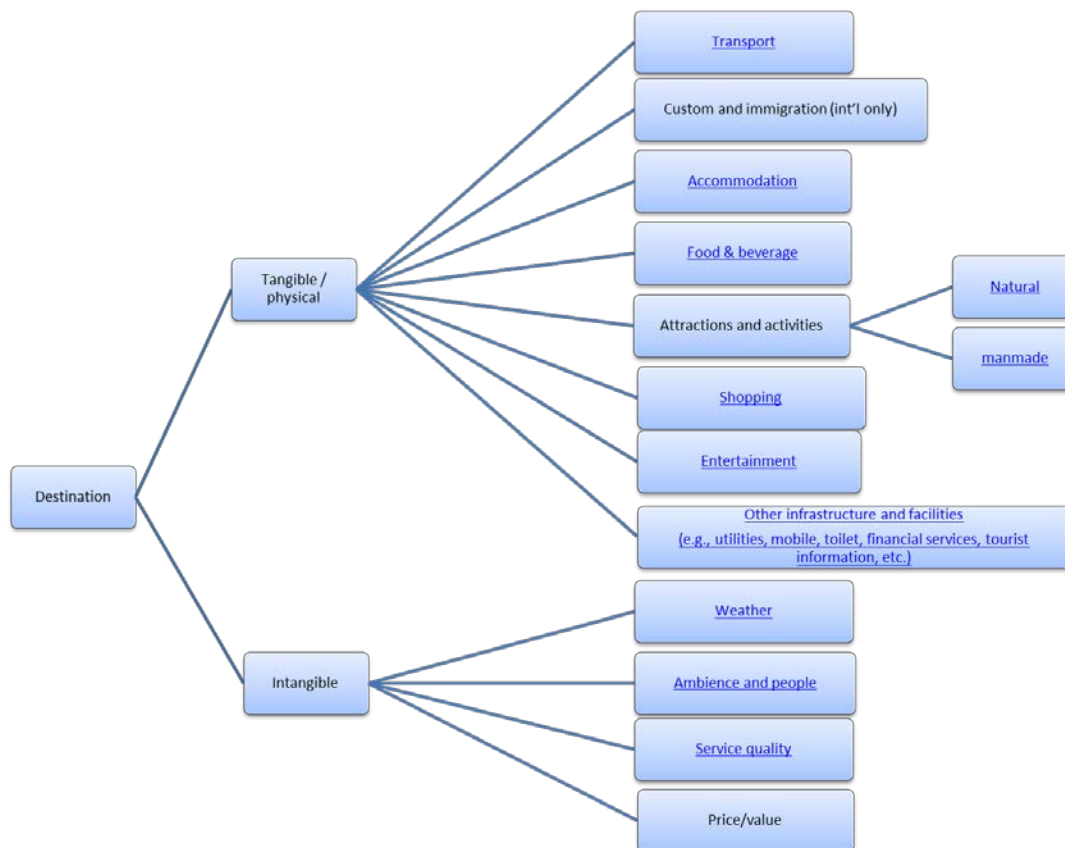 Transport
Custom and immigration (int'l only)
Accommodation
Food & beverage
Tangible /
physical
Natural
Attractions and activities
manmade
Shopping
Entertainment
Destination
Other infrastructure and facilities
(e.g., utilities, mobile, toilet, financial services, tourist
information, etc.)
Weather
Intangible
Ambience and people
Service quality
Price/value